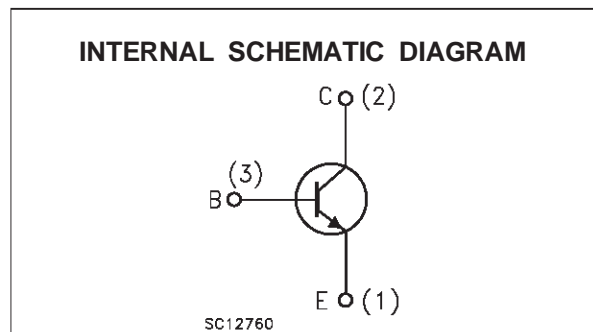 INTERNAL SCHEMATIC DIAGRAM
C (2)
(3)
B
E (1)
SC12760